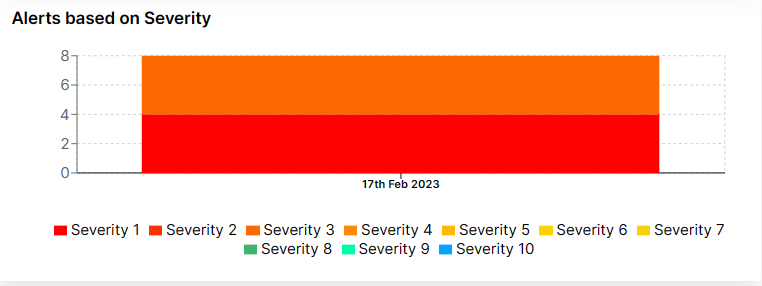 Alerts based on Severity
8
6
4
2
0
17th Feb 2023
Severity 1 Severity 2 Severity 3 Severity 4 Severity 5 Severity 6 Severity 7
Severity 8 Severity 9 Severity 10